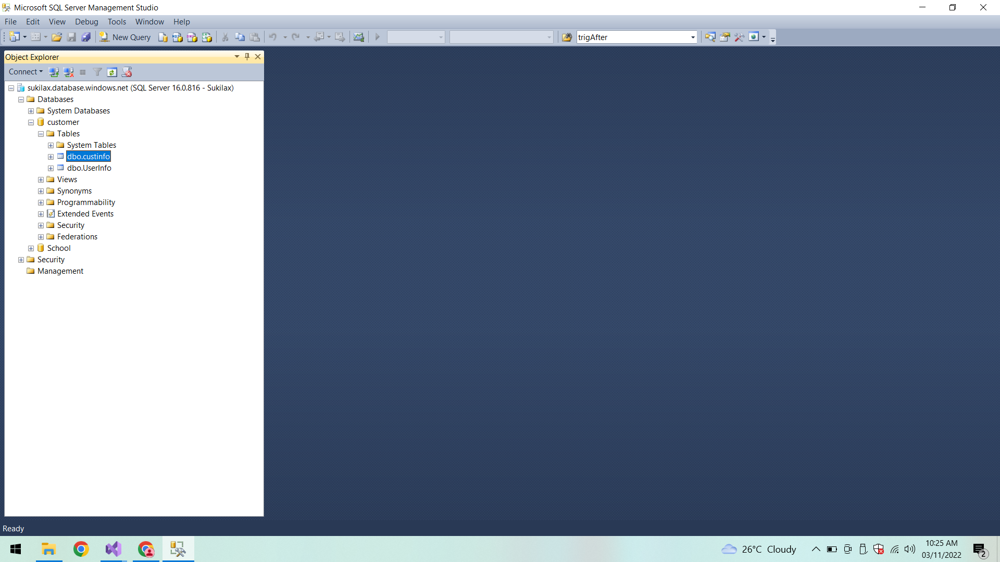 Microsoft SQL Server Management Studio
File Edit View Debug Tools Window Help
New Query trigAfter
Object Explorer
Connect
sukilax.database.windows.net (SQL Server 16.0.816 - Sukilax)
Databases
System Databases
customer
Tables
System Tables
dbo.custinfo
dbo.UserInfo
Views
Synonyms
Programmability
Extended Events
Security
Federations
School
Security
Management
Ready
26°C Cloudy
10:25 AM
03/11/2022
2